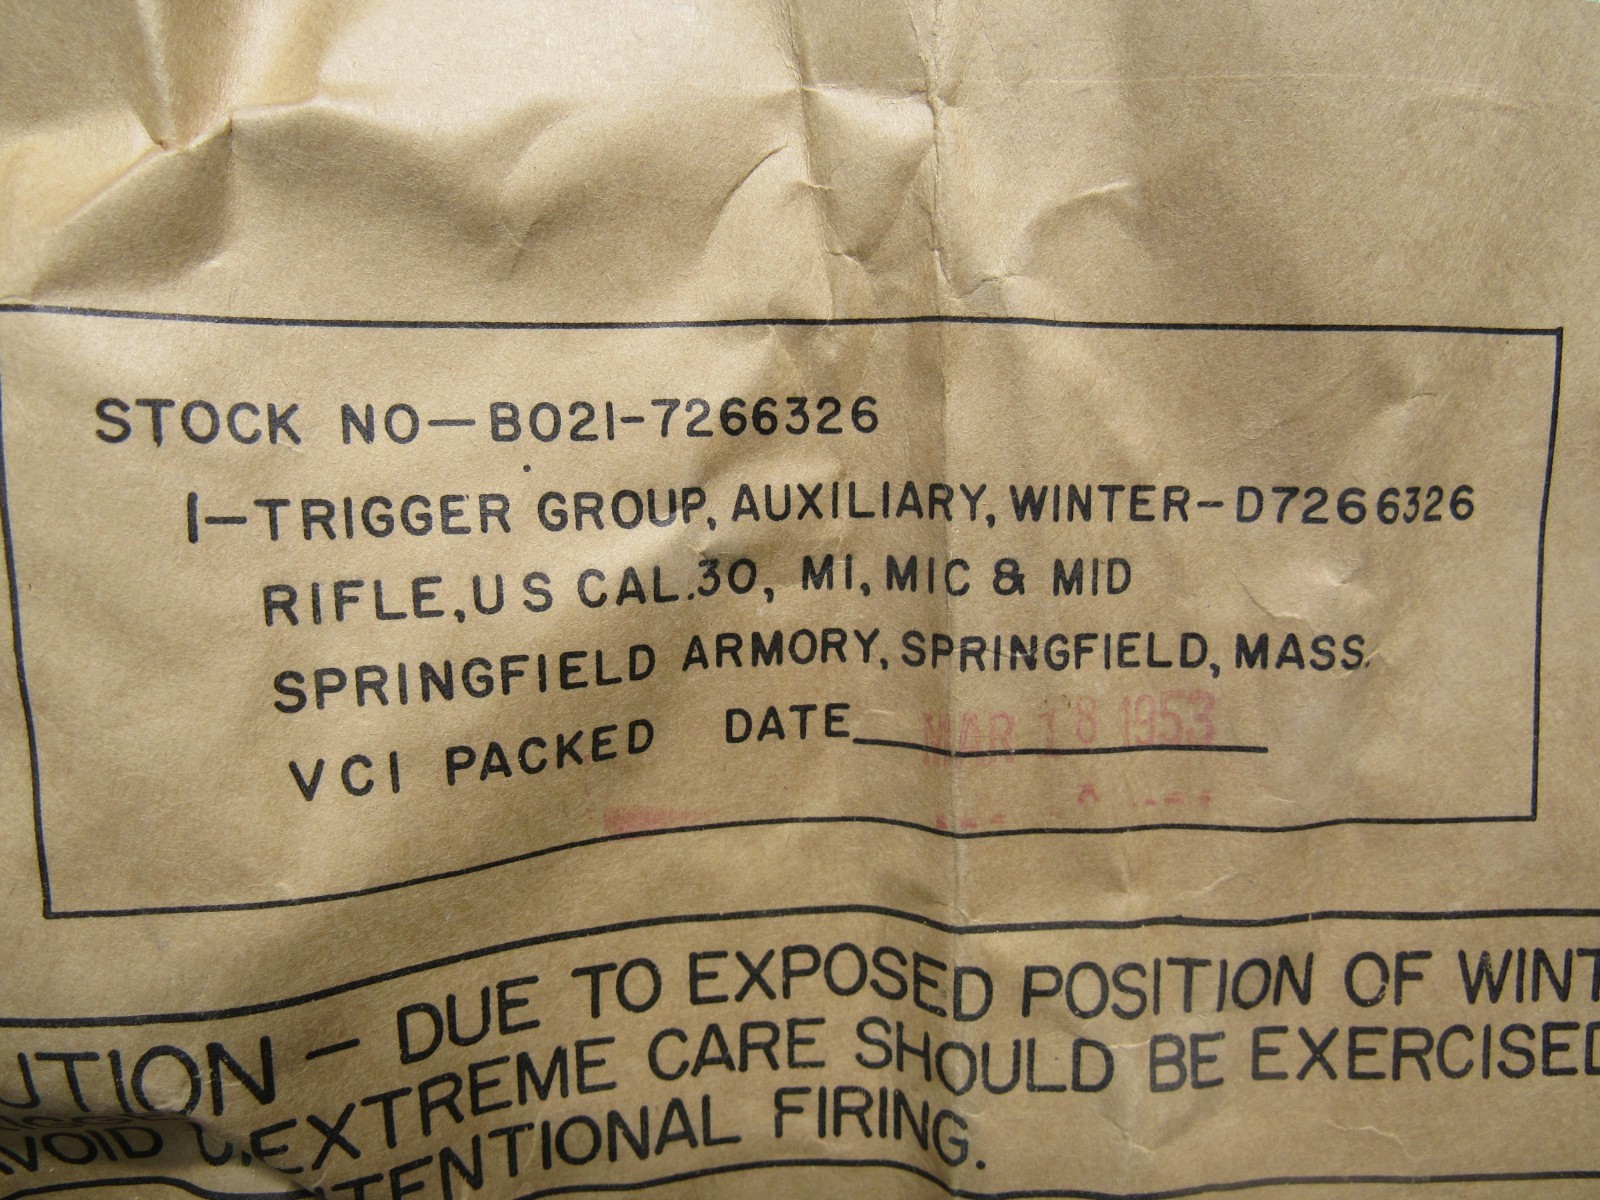 STOCK NO—BO21-7266326
1—TRIGGER GROUP, AUXILIARY, WINTER-D7266326
RIFLE, U S CAL .30, M1, M1C & M1D
SPRINGFIELD ARMORY, SPRINGFIELD, MASS.
VCI PACKED DATE MAR 18 1953
UTION - DUE TO EXPOSED POSITION OF WINT
EXTREME CARE SHOULD BE EXERCISED
VOID TENTIONAL FIRING.